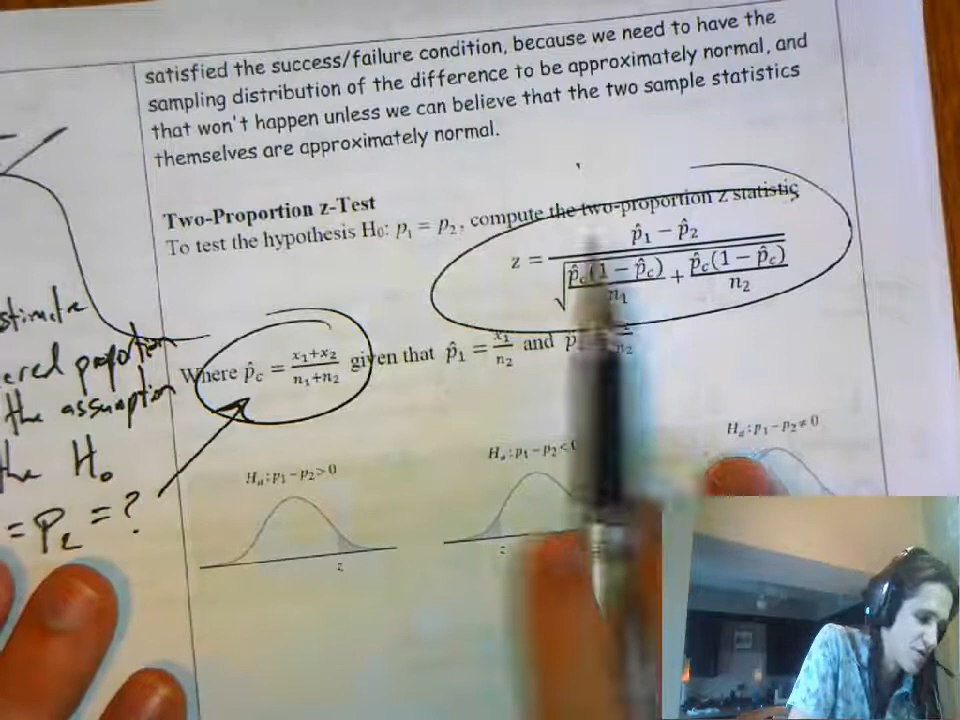 satisfied the success/failure condition, because we need to have the
sampling distribution of the difference to be approximately normal, and
that won't happen unless we can believe that the two sample statistics
themselves are approximately normal.
Two-Proportion z-Test
To test the hypothesis H₀: p₁ = p₂, compute the two-proportion z statistic
z = (p̂₁ − p̂₂) / √(p̂c(1 − p̂c)/n₁ + p̂c(1 − p̂c)/n₂)
Where p̂c = (x₁+x₂)/(n₁+n₂) given that p̂₁ = x₁/n₂ and
Hₐ: p₁ − p₂ > 0
Hₐ: p₁ − p₂ <
Hₐ: p₁ − p₂ ≠ 0
z
z
proportion
the assumption
the H₀
= P₂ = ?